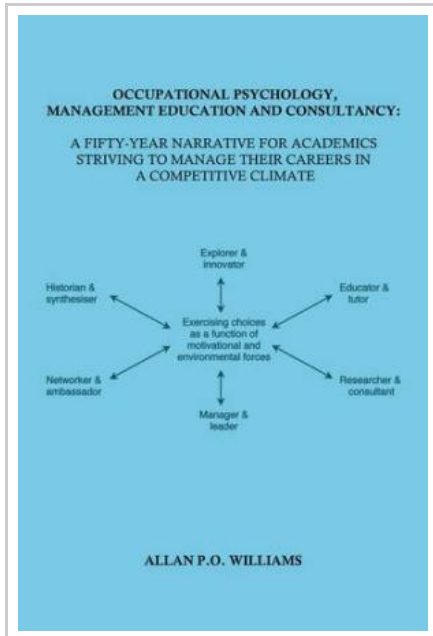 OCCUPATIONAL PSYCHOLOGY,
MANAGEMENT EDUCATION AND CONSULTANCY:
A FIFTY-YEAR NARRATIVE FOR ACADEMICS
STRIVING TO MANAGE THEIR CAREERS IN
A COMPETITIVE CLIMATE
Explorer &
innovator
Historian &
synthesiser
Educator &
tutor
Exercising choices
as a function of
motivational and
environmental forces
Networker &
ambassador
Researcher &
consultant
Manager &
leader
ALLAN P.O. WILLIAMS